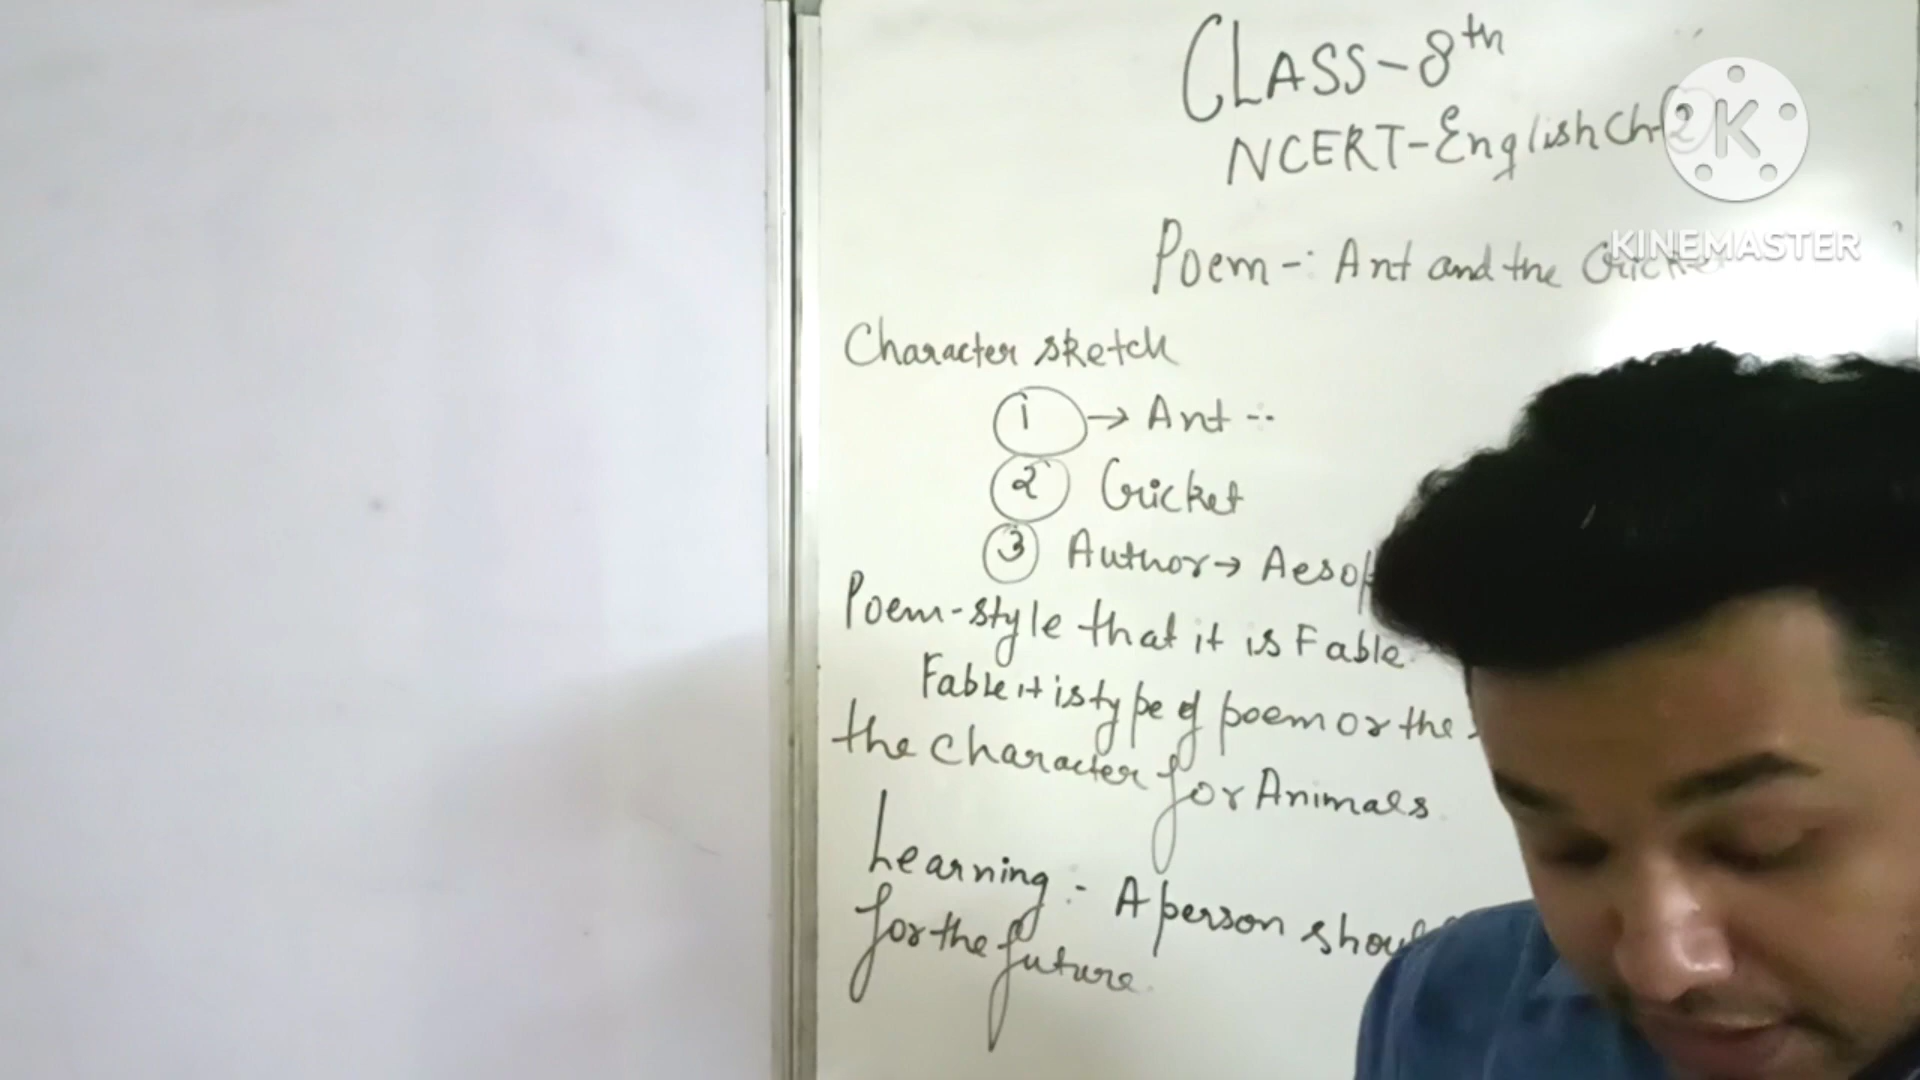 CLASS-8th
NCERT-English Ch-2
KINEMASTER
Poem-: Ant and the
Character sketch
1 → Ant --
2 Cricket
3 Author → Aesop
Poem-style that it is Fable
Fable it is type of poem or the
the character for Animals
Learning:- A person
for the future